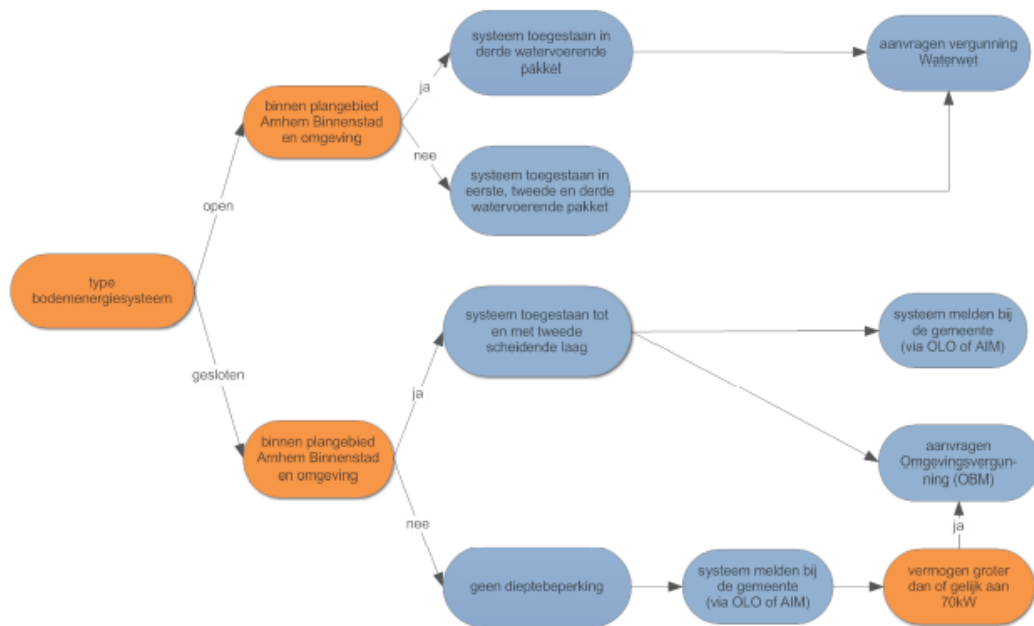 systeem toegestaan in
derde watervoerende
pakket
aanvragen vergunning
Waterwet
ja
binnen plangebied
Arnhem Binnenstad
en omgeving
nee
systeem toegestaan in
eerste, tweede en derde
watervoerende pakket
open
type
bodemenergiesysteem
gesloten
systeem toegestaan tot
en met tweede
scheidende laag
systeem melden bij
de gemeente
(via OLO of AIM)
ja
binnen plangebied
Arnhem Binnenstad
en omgeving
aanvragen
Omgevingsvergun-
ning (OBM)
nee
ja
geen dieptebeperking
systeem melden bij
de gemeente
(via OLO of AIM)
vermogen groter
dan of gelijk aan
70kW